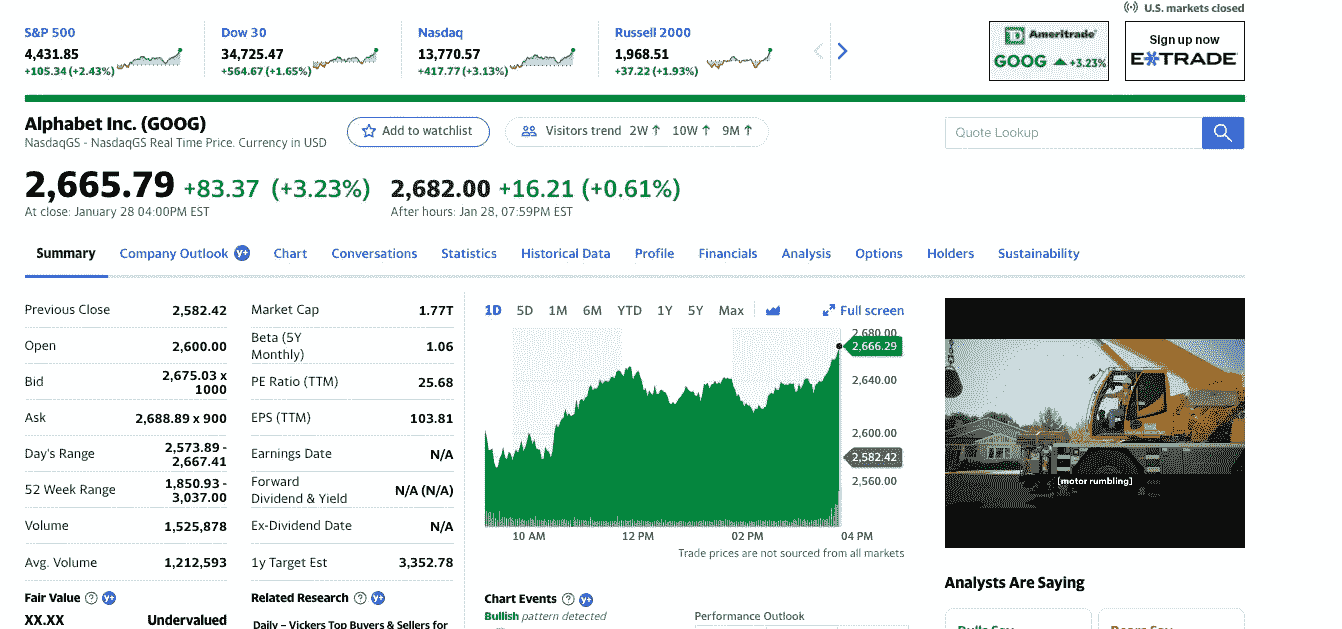 U.S. markets closed
S&P 500
4,431.85
+105.34 (+2.43%)
Dow 30
34,725.47
+564.67 (+1.65%)
Nasdaq
13,770.57
+417.77 (+3.13%)
Russell 2000
1,968.51
+37.22 (+1.93%)
TD Ameritrade
GOOG +3.23%
Sign up now
E*TRADE
Alphabet Inc. (GOOG)
NasdaqGS - NasdaqGS Real Time Price. Currency in USD
Add to watchlist
Visitors trend 2W ↑ 10W ↑ 9M ↑
Quote Lookup
2,665.79 +83.37 (+3.23%)
At close: January 28 04:00PM EST
2,682.00 +16.21 (+0.61%)
After hours: Jan 28, 07:59PM EST
Summary Company Outlook y+ Chart Conversations Statistics Historical Data Profile Financials Analysis Options Holders Sustainability
Previous Close 2,582.42
Open 2,600.00
Bid 2,675.03 x
1000
Ask 2,688.89 x 900
Day's Range 2,573.89 -
2,667.41
52 Week Range 1,850.93 -
3,037.00
Volume 1,525,878
Avg. Volume 1,212,593
Fair Value ? y+
XX.XX Undervalued
Market Cap 1.77T
Beta (5Y
Monthly) 1.06
PE Ratio (TTM) 25.68
EPS (TTM) 103.81
Earnings Date N/A
Forward
Dividend & Yield N/A (N/A)
Ex-Dividend Date N/A
1y Target Est 3,352.78
Related Research ? y+
Daily – Vickers Top Buyers & Sellers for
1D 5D 1M 6M YTD 1Y 5Y Max
Full screen
2,680.00
2,666.29
2,640.00
2,600.00
2,582.42
2,560.00
10 AM 12 PM 02 PM 04 PM
Trade prices are not sourced from all markets
Chart Events ? y+
Bullish pattern detected
Performance Outlook
[motor rumbling]
Analysts Are Saying